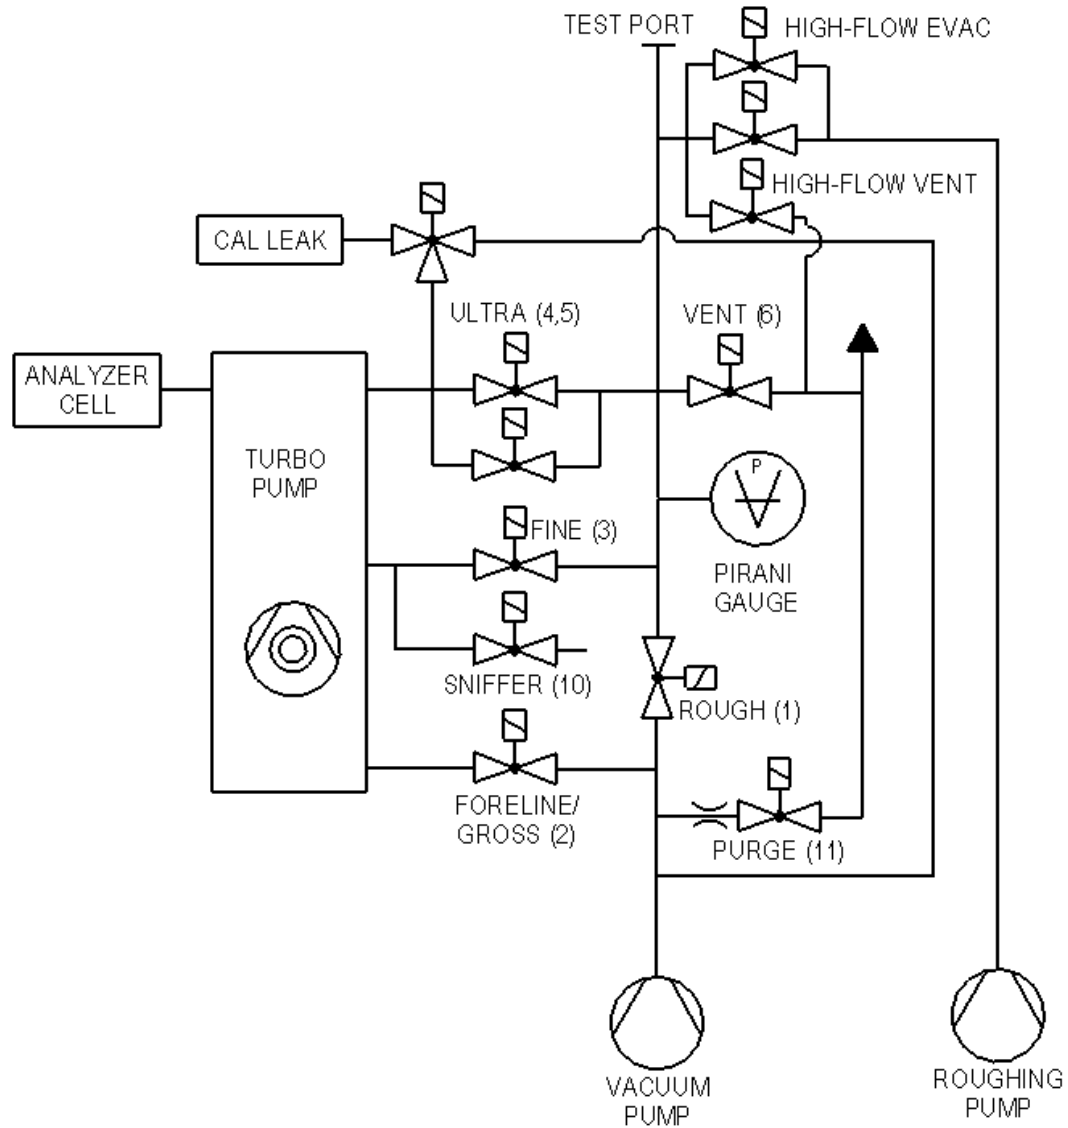 TEST PORT
HIGH-FLOW EVAC
HIGH-FLOW VENT
CAL LEAK
ULTRA (4,5)
VENT (6)
ANALYZER
CELL
TURBO
PUMP
P
FINE (3)
PIRANI
GAUGE
SNIFFER (10)
ROUGH (1)
FORELINE/
GROSS (2)
PURGE (11)
VACUUM
PUMP
ROUGHING
PUMP